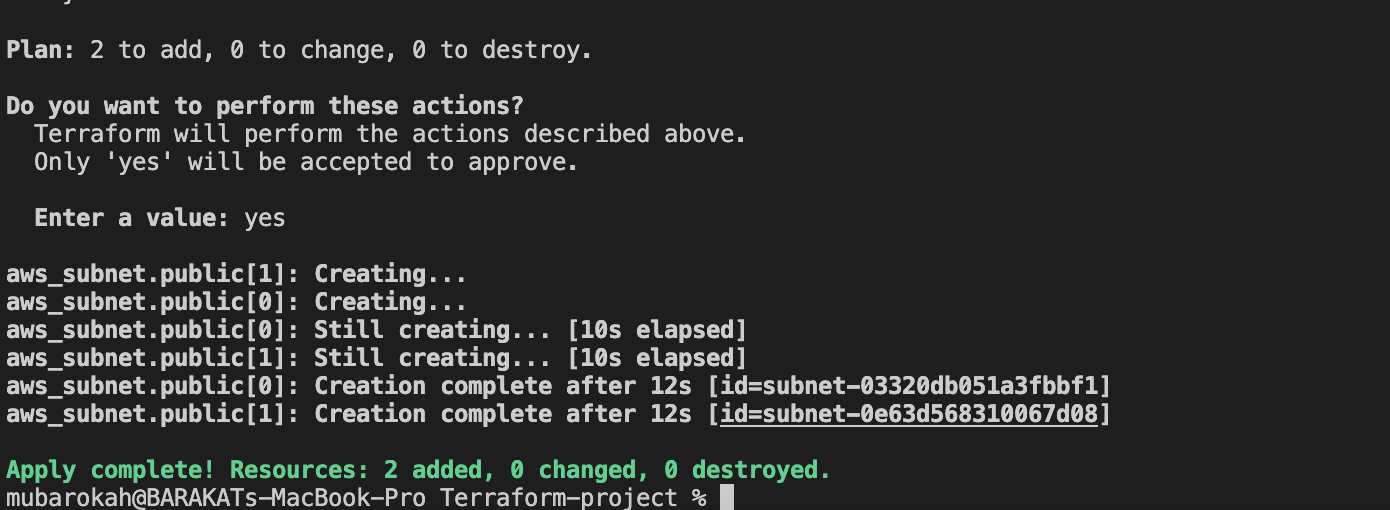 Plan: 2 to add, 0 to change, 0 to destroy.
Do you want to perform these actions?
Terraform will perform the actions described above.
Only 'yes' will be accepted to approve.
Enter a value: yes
aws_subnet.public[1]: Creating...
aws_subnet.public[0]: Creating...
aws_subnet.public[0]: Still creating... [10s elapsed]
aws_subnet.public[1]: Still creating... [10s elapsed]
aws_subnet.public[0]: Creation complete after 12s [id=subnet-03320db051a3fbbf1]
aws_subnet.public[1]: Creation complete after 12s [id=subnet-0e63d568310067d08]
Apply complete! Resources: 2 added, 0 changed, 0 destroyed.
mubarokah@BARAKATs-MacBook-Pro Terraform-project %